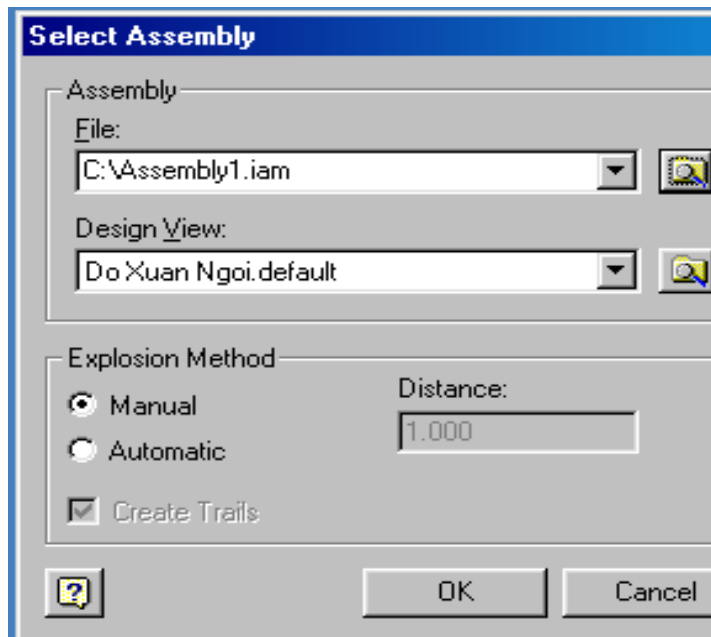 Select Assembly
Assembly
File:
C:\Assembly1.iam
Design View:
Do Xuan Ngoi.default
Explosion Method
Manual
Distance:
1.000
Automatic
Create Trails
?
OK
Cancel